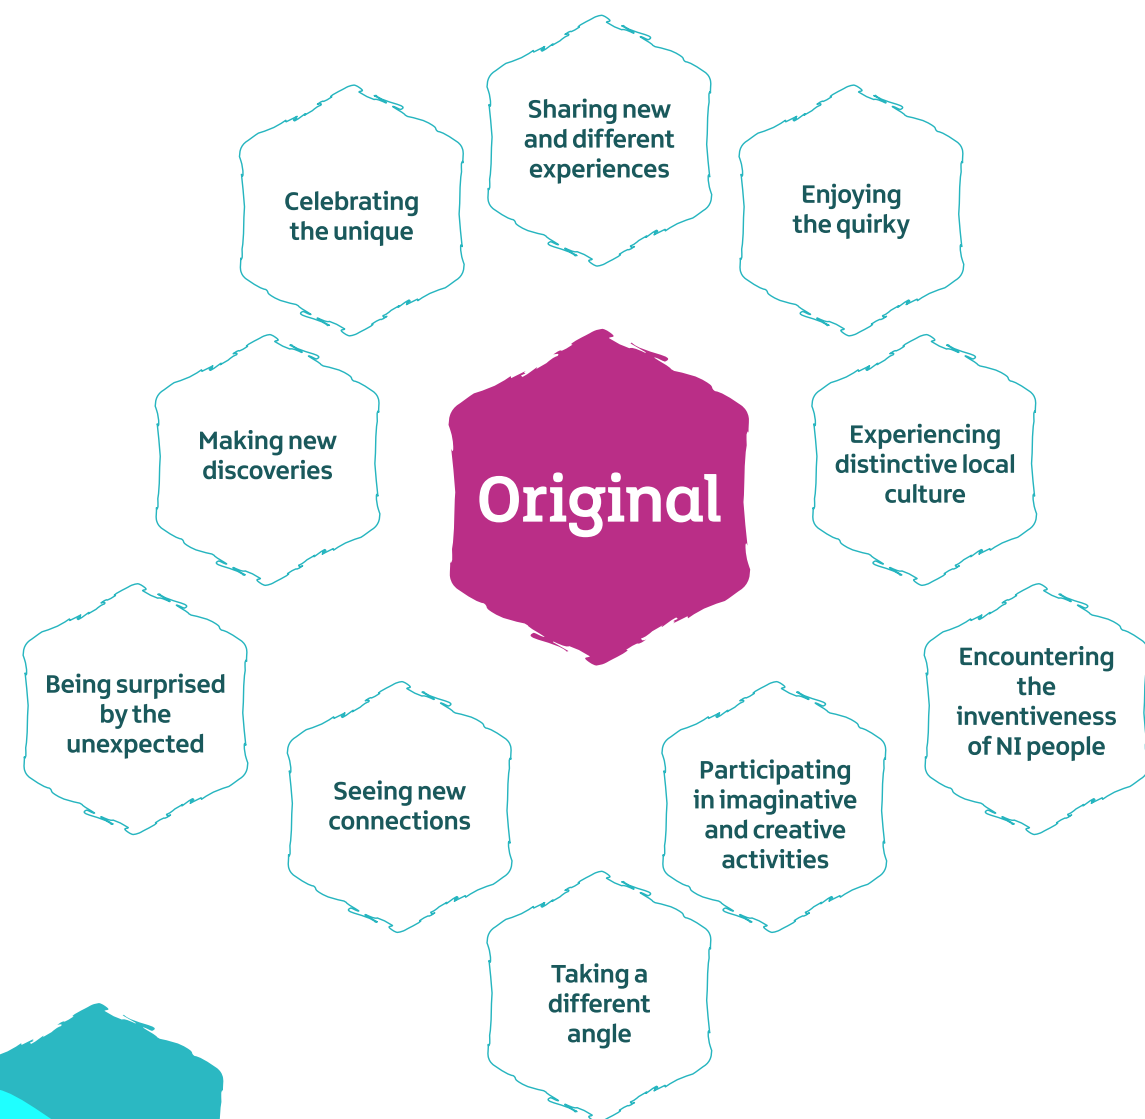 Sharing new
and different
experiences
Celebrating
the unique
Enjoying
the quirky
Making new
discoveries
Original
Experiencing
distinctive local
culture
Being surprised
by the
unexpected
Encountering
the
inventiveness
of NI people
Seeing new
connections
Participating
in imaginative
and creative
activities
Taking a
different
angle